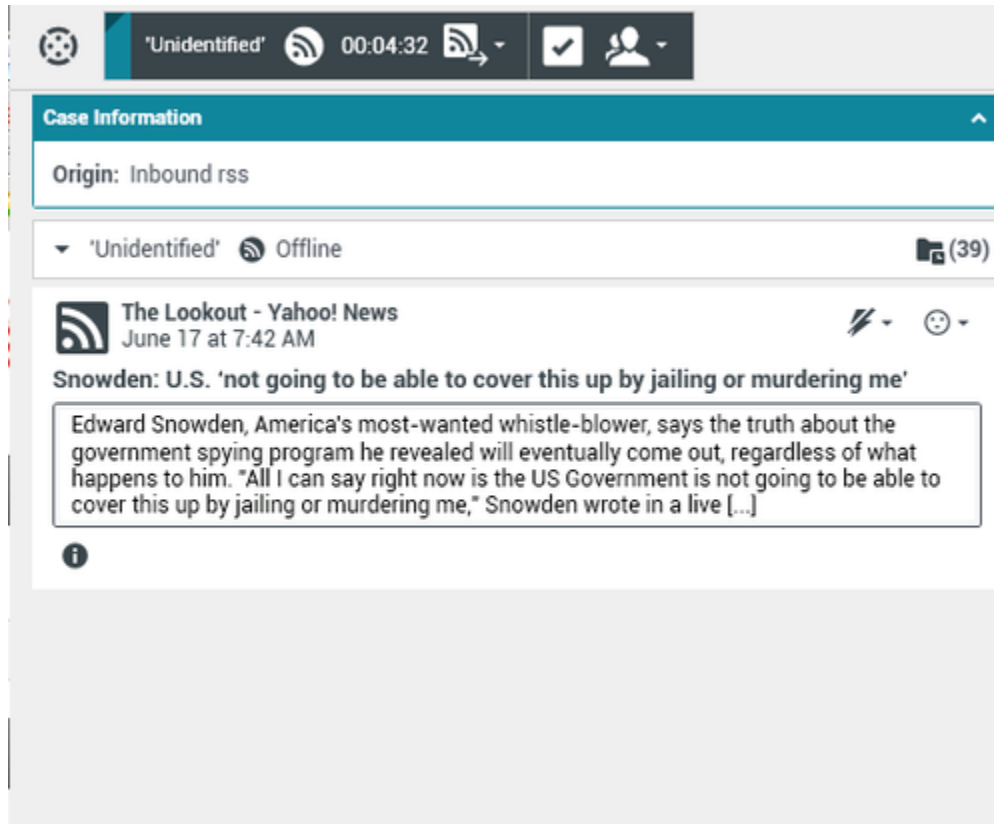 'Unidentified' 00:04:32
Case Information
Origin: Inbound rss
'Unidentified' Offline (39)
The Lookout - Yahoo! News
June 17 at 7:42 AM
Snowden: U.S. ‘not going to be able to cover this up by jailing or murdering me’
Edward Snowden, America's most-wanted whistle-blower, says the truth about the
government spying program he revealed will eventually come out, regardless of what
happens to him. "All I can say right now is the US Government is not going to be able to
cover this up by jailing or murdering me," Snowden wrote in a live [...]